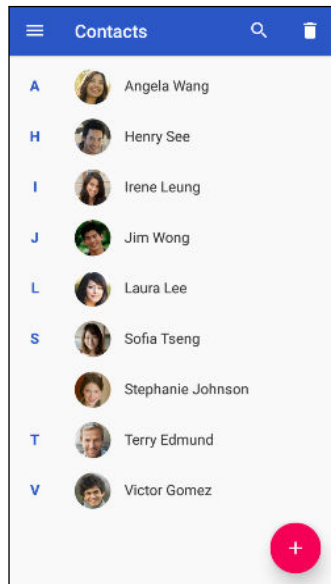 Contacts
A Angela Wang
H Henry See
I Irene Leung
J Jim Wong
L Laura Lee
S Sofia Tseng
Stephanie Johnson
T Terry Edmund
V Victor Gomez
+